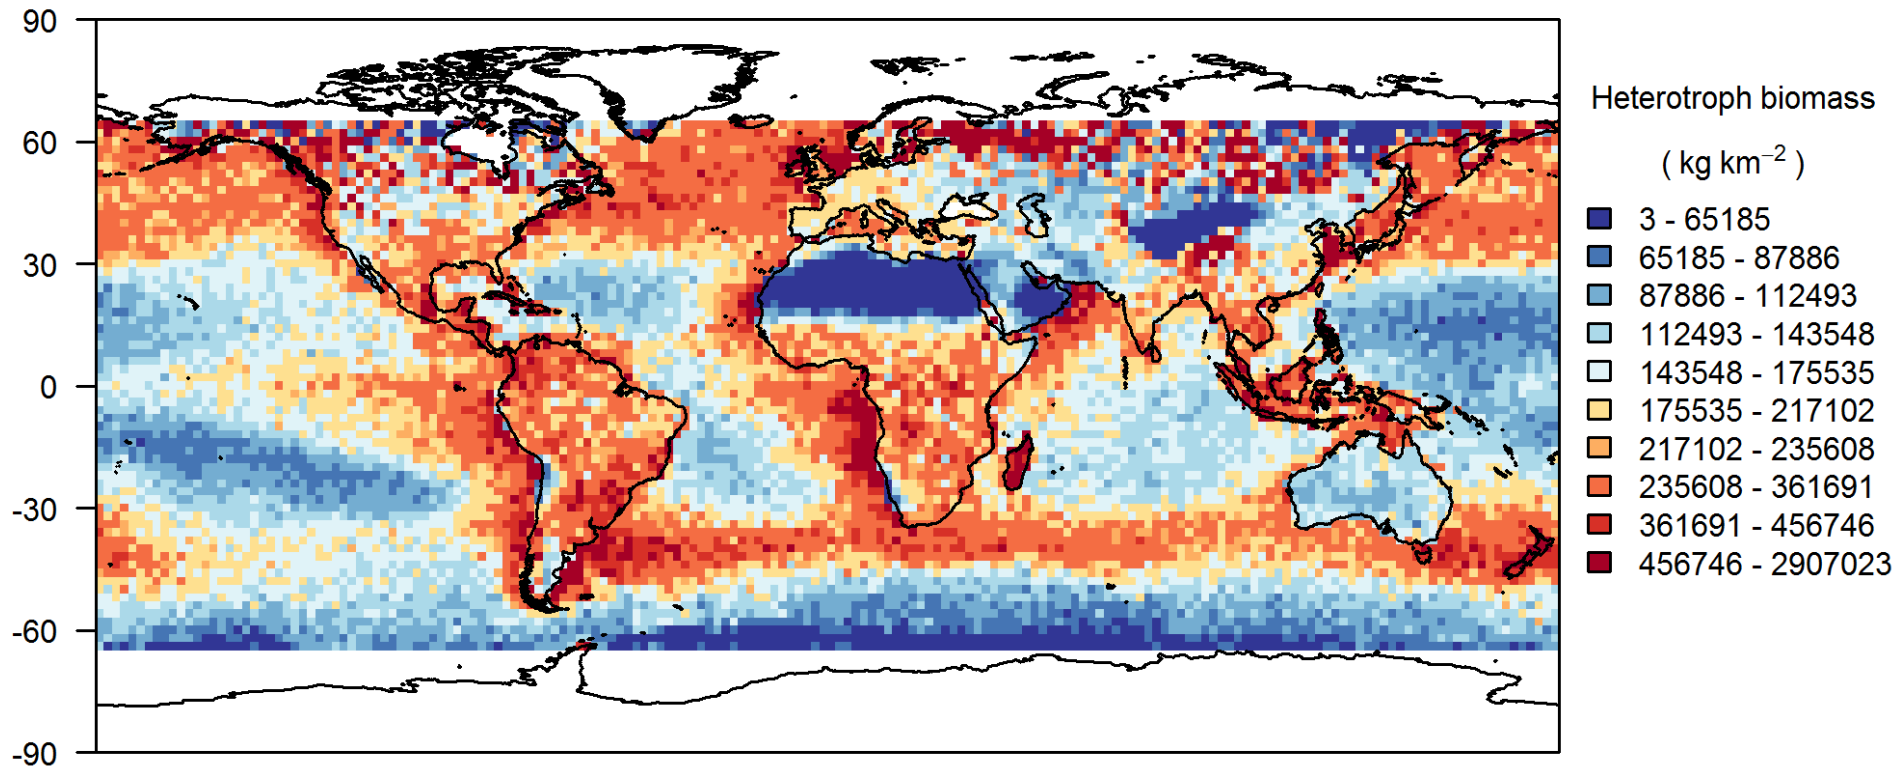 90
60
30
0
-30
-60
-90
Heterotroph biomass
( kg km⁻² )
3 - 65185
65185 - 87886
87886 - 112493
112493 - 143548
143548 - 175535
175535 - 217102
217102 - 235608
235608 - 361691
361691 - 456746
456746 - 2907023